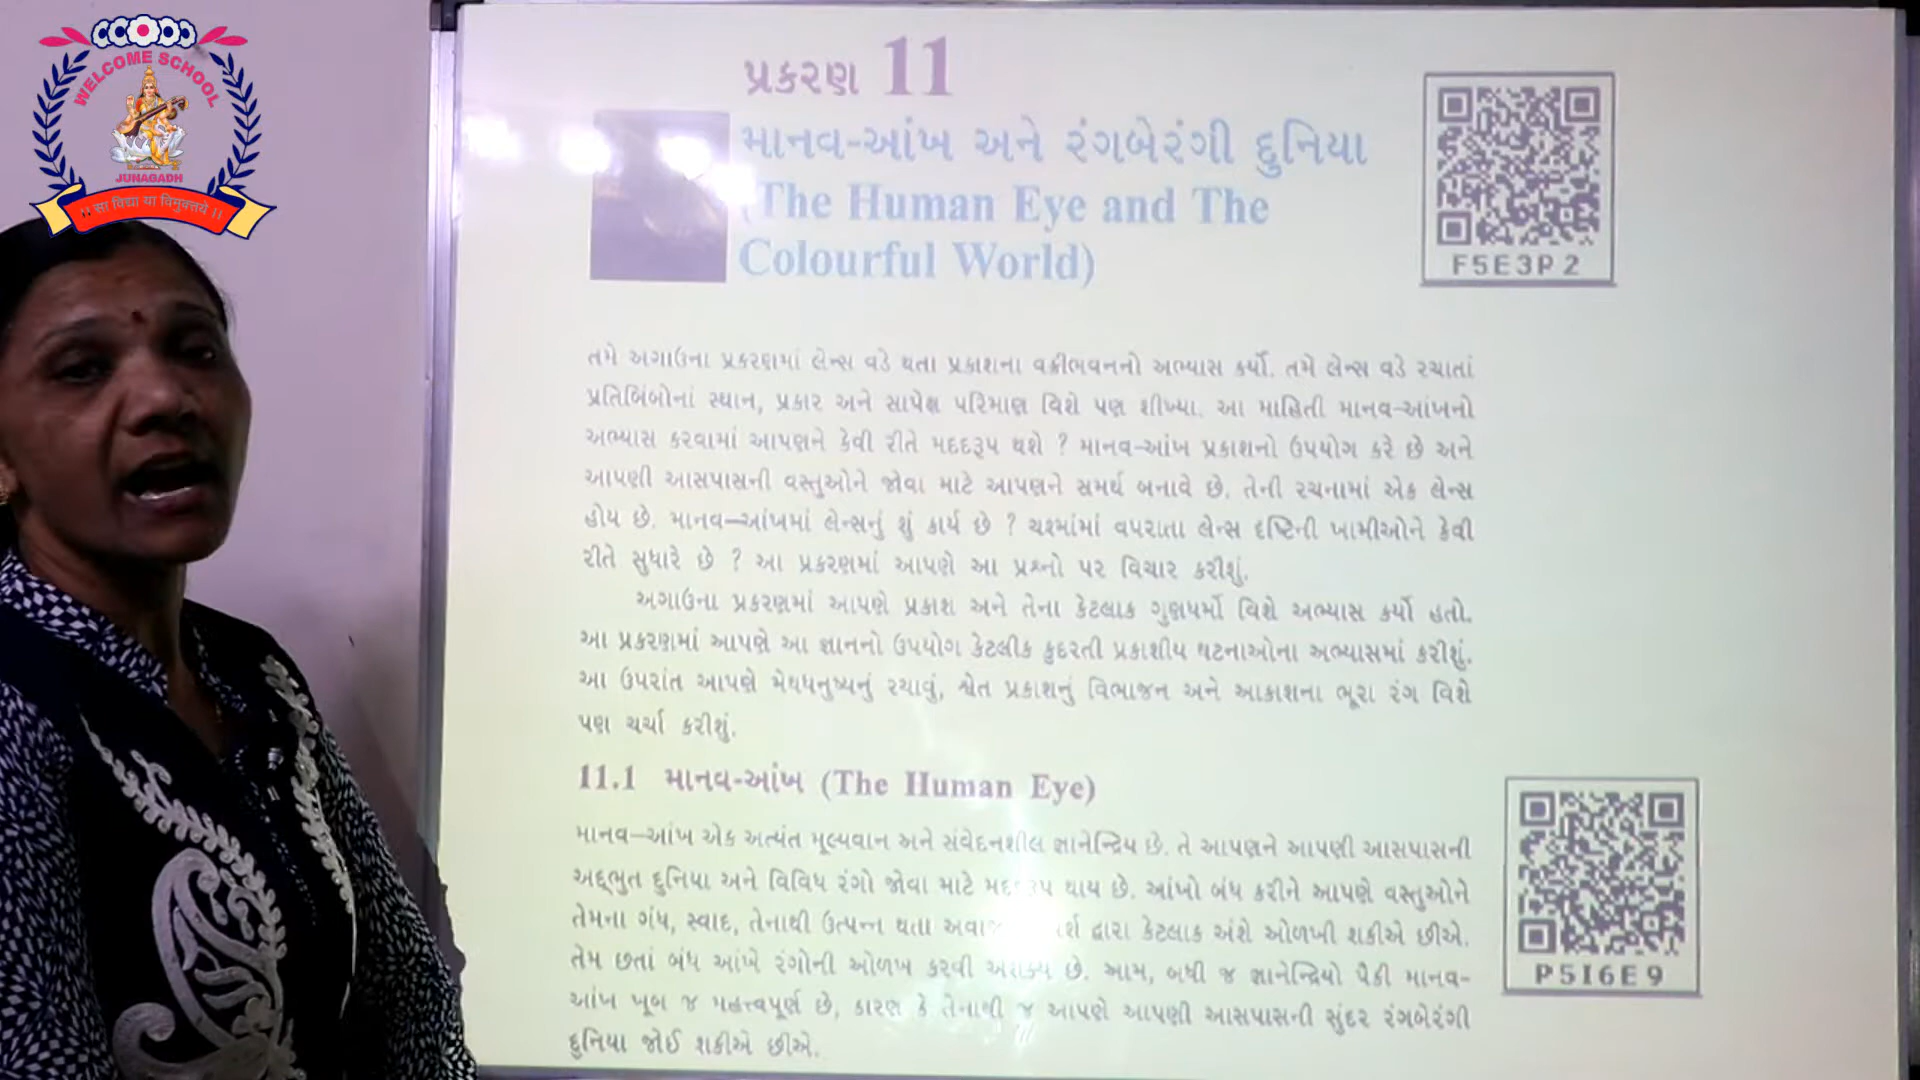 WELCOME SCHOOL
JUNAGADH
।। सा विद्या या विमुक्तये ।।
પ્રકરણ 11
માનવ-આંખ અને રંગબેરંગી દુનિયા
(The Human Eye and The
Colourful World)
F5E3P2
તમે અગાઉના પ્રકરણમાં લેન્સ વડે થતા પ્રકાશના વક્રીભવનનો અભ્યાસ કર્યો. તમે લેન્સ વડે રચાતાં
પ્રતિબિંબોનાં સ્થાન, પ્રકાર અને સાપેક્ષ પરિમાણ વિશે પણ શીખ્યા. આ માહિતી માનવ-આંખનો
અભ્યાસ કરવામાં આપણને કેવી રીતે મદદરૂપ થશે ? માનવ-આંખ પ્રકાશનો ઉપયોગ કરે છે અને
આપણી આસપાસની વસ્તુઓને જોવા માટે આપણને સમર્થ બનાવે છે. તેની રચનામાં એક લેન્સ
હોય છે. માનવ-આંખમાં લેન્સનું શું કાર્ય છે ? ચશ્માંમાં વપરાતા લેન્સ દૃષ્ટિની ખામીઓને કેવી
રીતે સુધારે છે ? આ પ્રકરણમાં આપણે આ પ્રશ્નો પર વિચાર કરીશું.
અગાઉના પ્રકરણમાં આપણે પ્રકાશ અને તેના કેટલાક ગુણધર્મો વિશે અભ્યાસ કર્યો હતો.
આ પ્રકરણમાં આપણે આ જ્ઞાનનો ઉપયોગ કેટલીક કુદરતી પ્રકાશીય ઘટનાઓના અભ્યાસમાં કરીશું.
આ ઉપરાંત આપણે મેઘધનુષ્યનું રચાવું, શ્વેત પ્રકાશનું વિભાજન અને આકાશના ભૂરા રંગ વિશે
પણ ચર્ચા કરીશું.
11.1 માનવ-આંખ (The Human Eye)
માનવ-આંખ એક અત્યંત મૂલ્યવાન અને સંવેદનશીલ જ્ઞાનેન્દ્રિય છે. તે આપણને આપણી આસપાસની
અદ્દભુત દુનિયા અને વિવિધ રંગો જોવા માટે થાય છે. આંખો બંધ કરીને આપણે વસ્તુઓને
તેમના ગંધ, સ્વાદ, તેનાથી ઉત્પન્ન થતા દ્વારા કેટલાક અંશે ઓળખી શકીએ છીએ.
તેમ છતાં બંધ આંખે રંગોની ઓળખ કરવી અશક્ય છે. આમ, બધી જ જ્ઞાનેન્દ્રિયો પૈકી માનવ-
આંખ ખૂબ જ મહત્ત્વપૂર્ણ છે, કારણ કે તેનાથી જ આપણે આપણી આસપાસની સુંદર રંગબેરંગી
દુનિયા જોઈ શકીએ છીએ.
P5I6E9